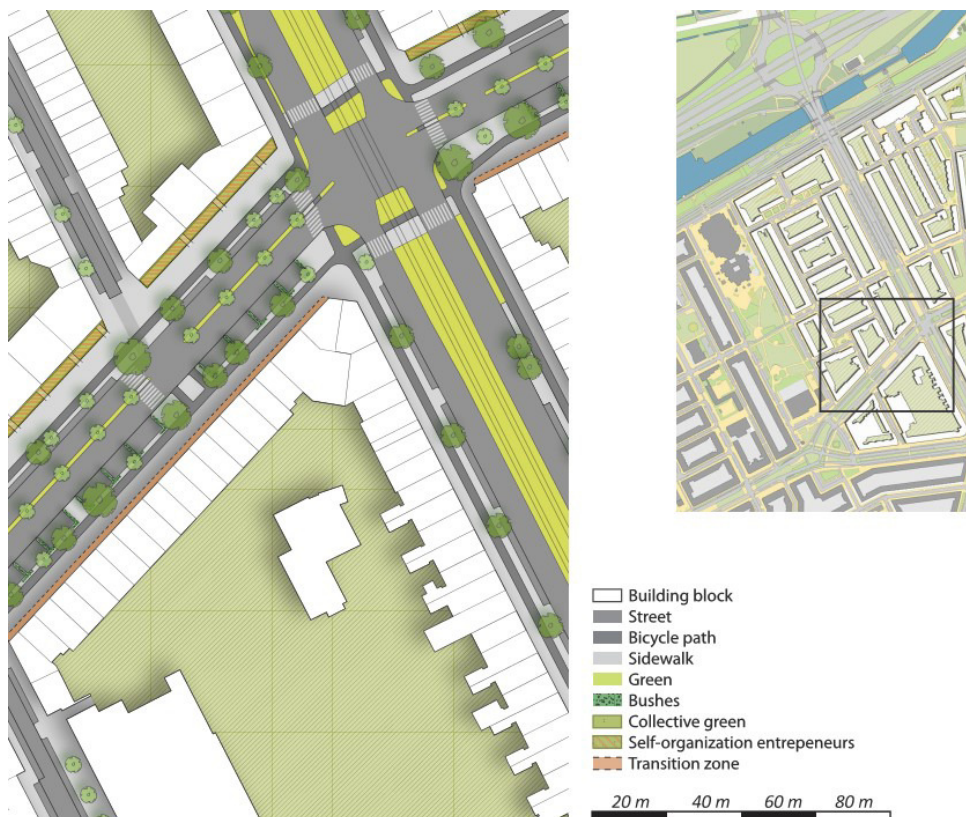 Building block
Street
Bicycle path
Sidewalk
Green
Bushes
Collective green
Self-organization entrepeneurs
Transition zone
20 m 40 m 60 m 80 m